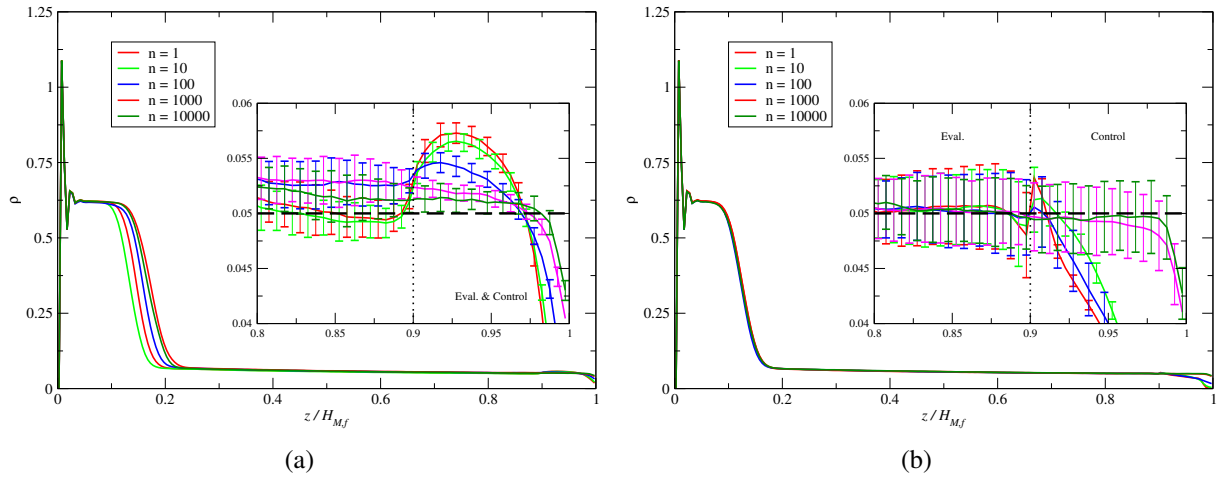 1.25
1
0.75
ρ
0.5
0.25
0
n = 1
n = 10
n = 100
n = 1000
n = 10000
0.06
0.055
0.05
0.045
0.04
0.8 0.85 0.9 0.95 1
Eval. & Control
0 0.2 0.4 0.6 0.8 1
z / H_{M,f}
(a)
1.25
1
0.75
ρ
0.5
0.25
0
n = 1
n = 10
n = 100
n = 1000
n = 10000
0.06
0.055
0.05
0.045
0.04
0.8 0.85 0.9 0.95 1
Eval. Control
0 0.2 0.4 0.6 0.8 1
z / H_{M,f}
(b)